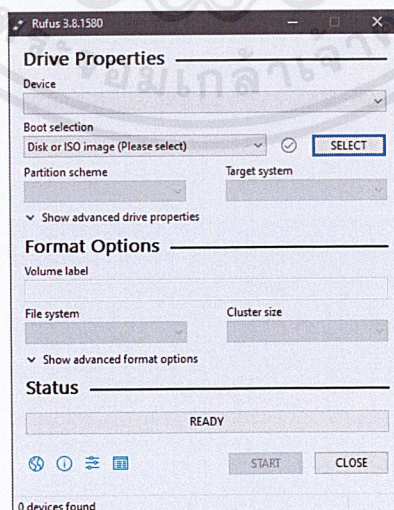 Rufus 3.8.1580
Drive Properties
Device
Boot selection
Disk or ISO image (Please select)
SELECT
Partition scheme
Target system
Show advanced drive properties
Format Options
Volume label
File system
Cluster size
Show advanced format options
Status
READY
START
CLOSE
0 devices found